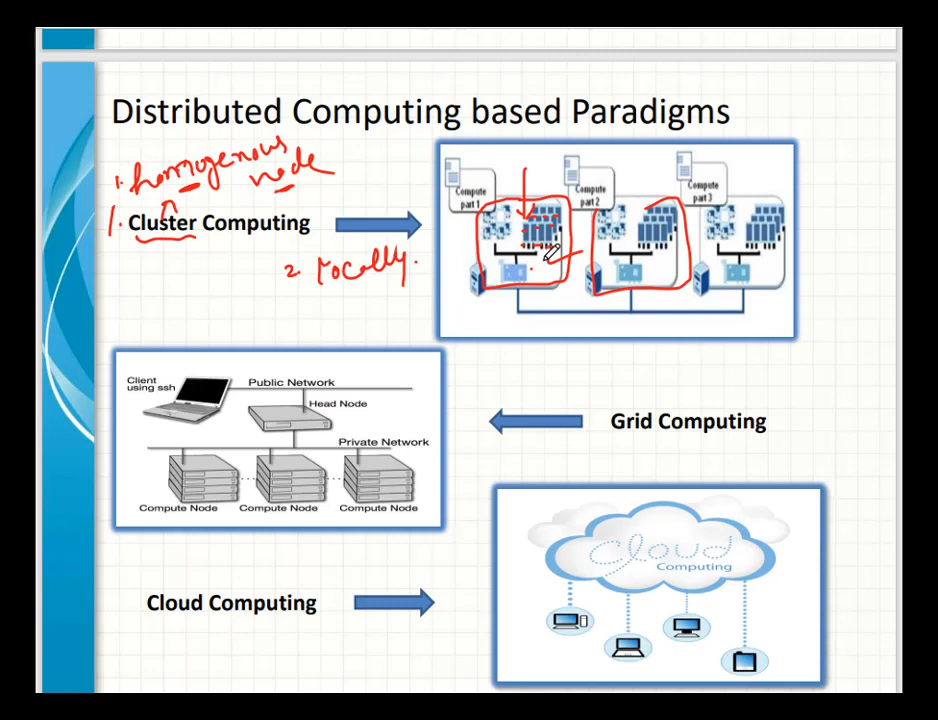 Distributed Computing based Paradigms
1. homogenous node
1. Cluster Computing
2. locally.
Compute part 1
Compute part 2
Compute part 3
Client using ssh
Public Network
Head Node
Private Network
Compute Node
Compute Node
Compute Node
Grid Computing
Cloud Computing
Cloud
Computing